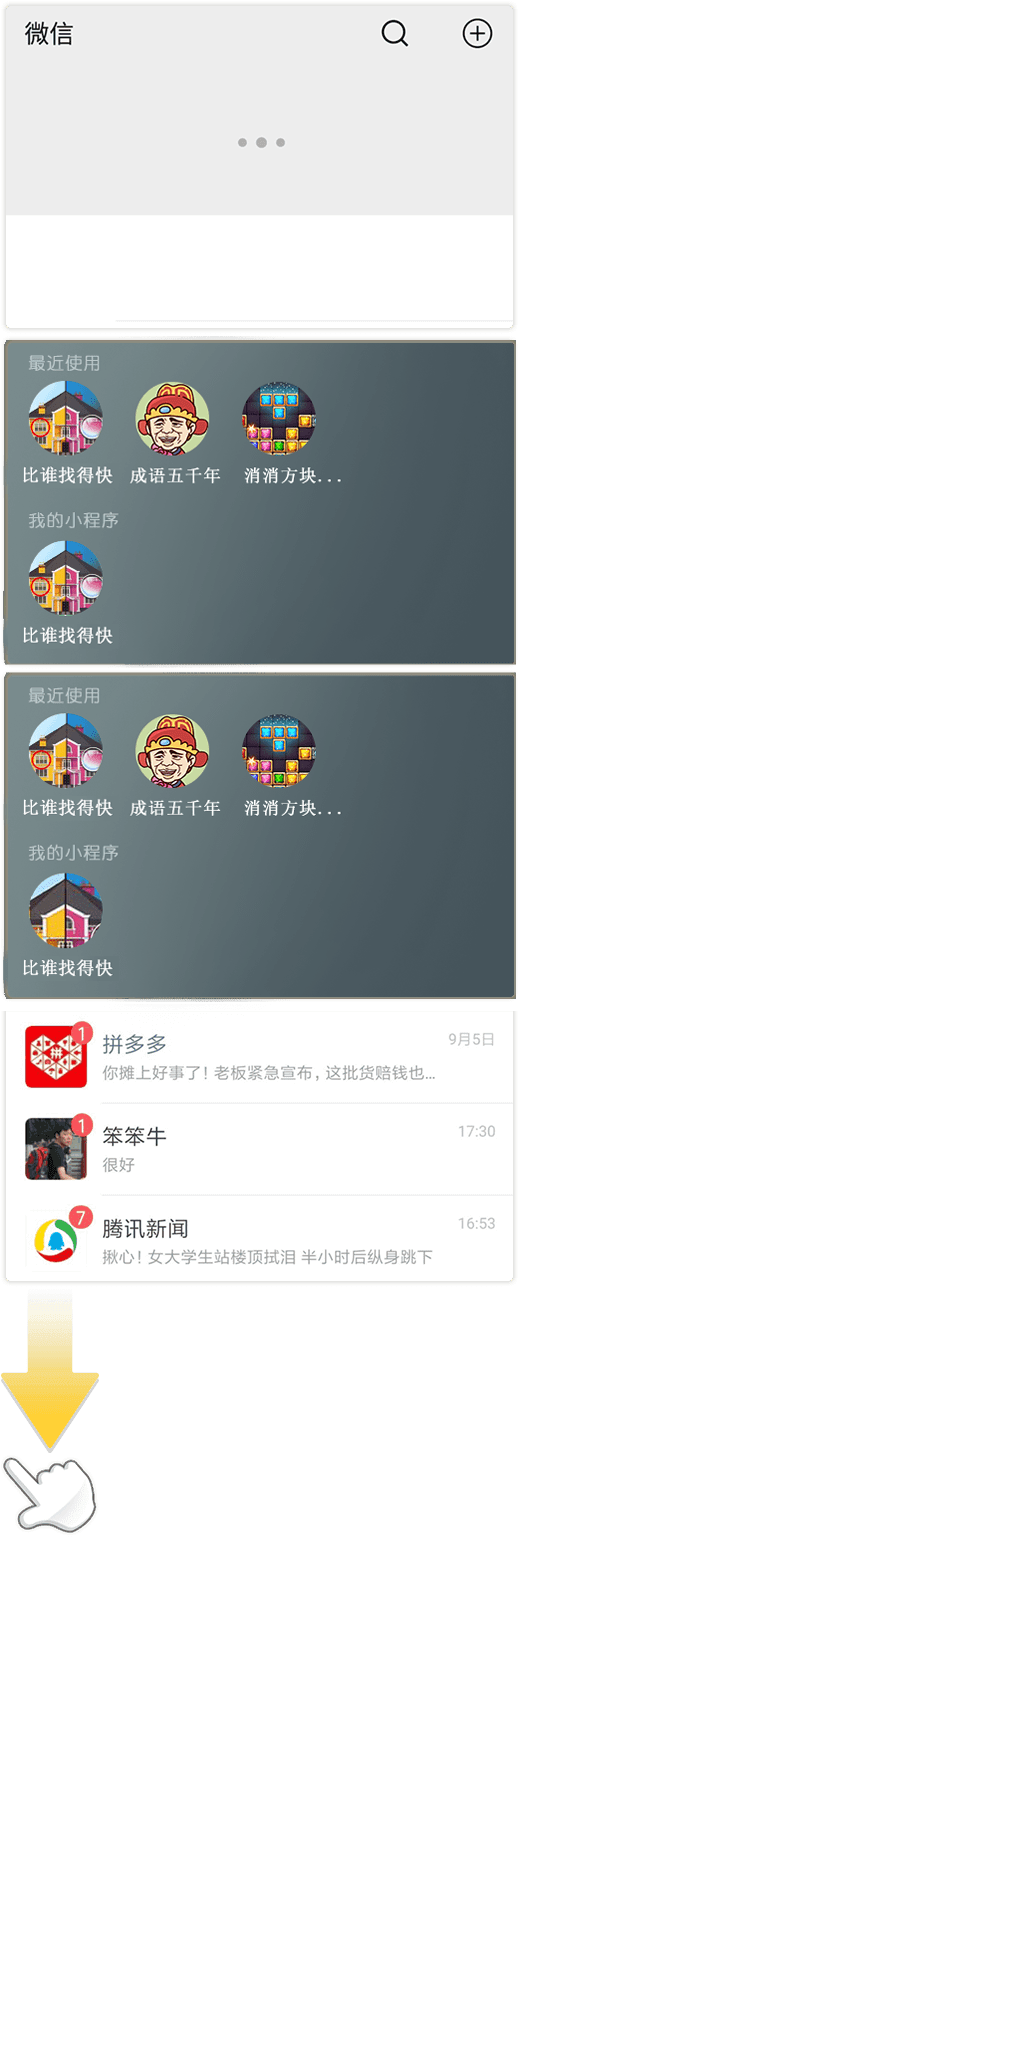 微信
最近使用
比谁找得快 成语五千年 消消方块...
我的小程序
比谁找得快
最近使用
比谁找得快 成语五千年 消消方块...
我的小程序
比谁找得快
拼
1
拼多多 9月5日
你摊上好事了！老板紧急宣布，这批货赔钱也...
1
笨笨牛 17:30
很好
7
腾讯新闻 16:53
揪心！女大学生站楼顶拭泪 半小时后纵身跳下